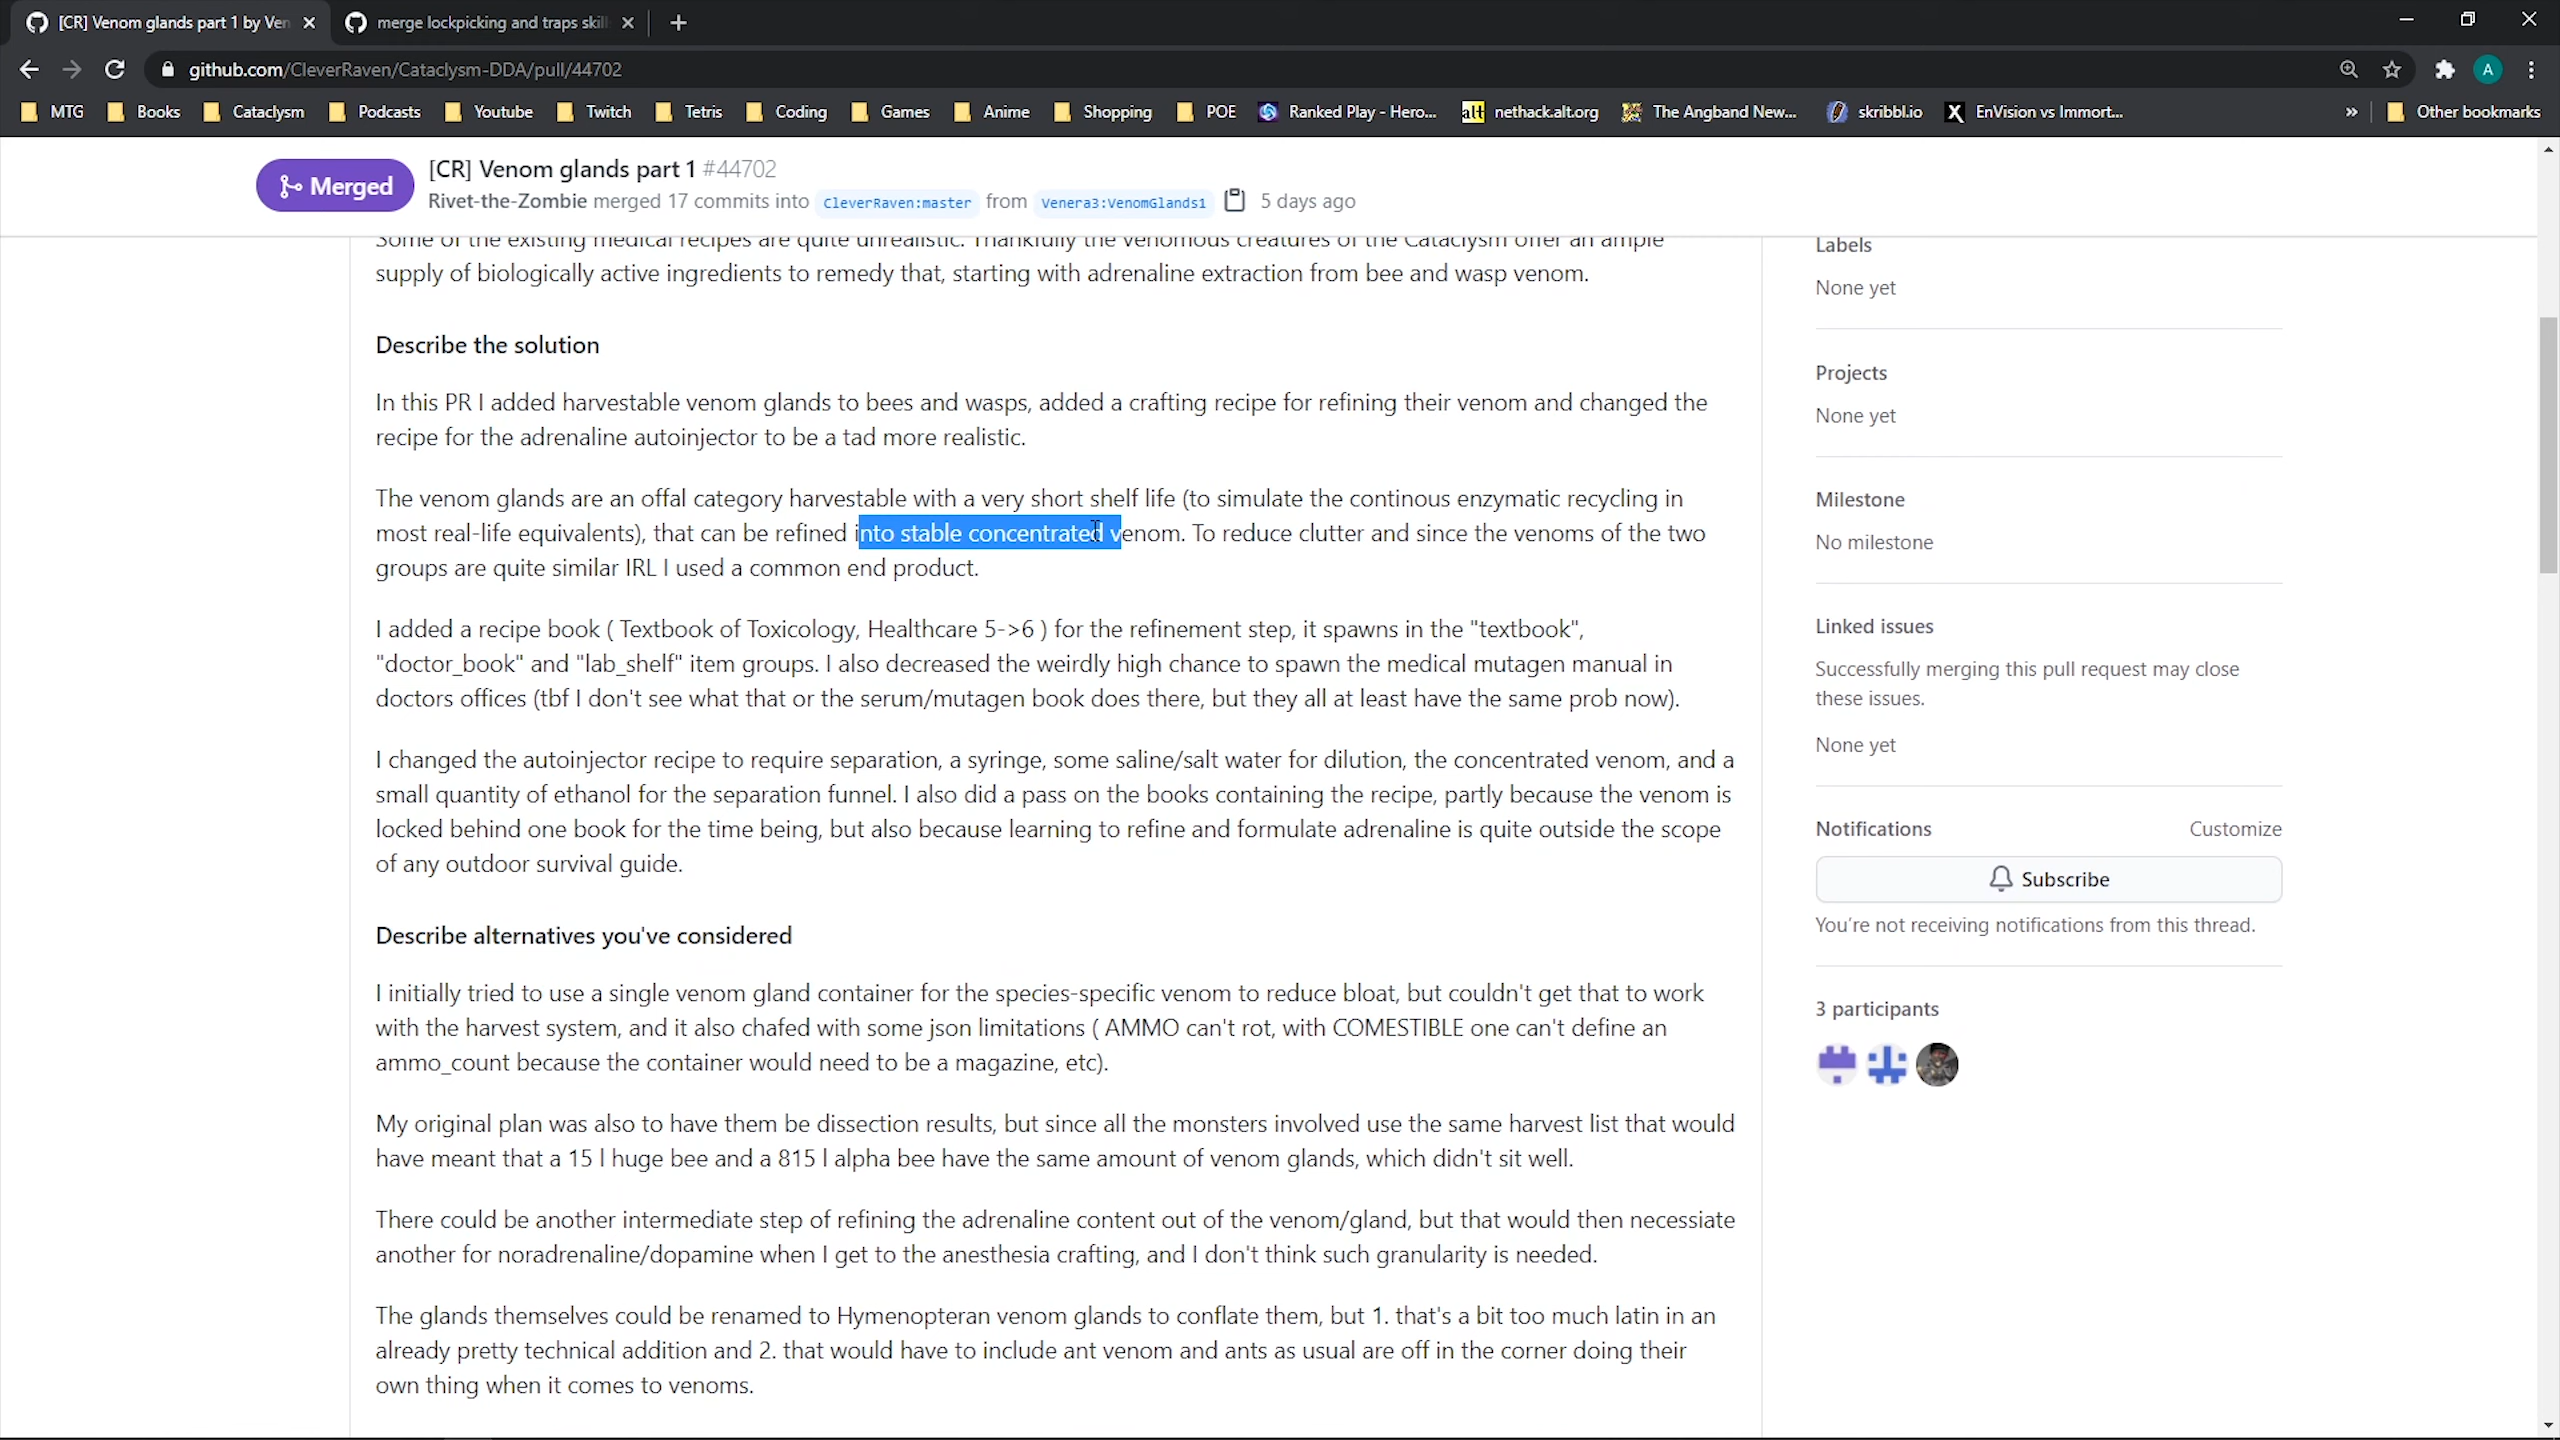 [CR] Venom glands part 1 by Ven
merge lockpicking and traps skill
github.com/CleverRaven/Cataclysm-DDA/pull/44702
A
MTG Books Cataclysm Podcasts Youtube Twitch Tetris Coding Games Anime Shopping POE Ranked Play - Hero... alt nethack.alt.org The Angband New... skribbl.io X EnVision vs Immort... » Other bookmarks
Merged
[CR] Venom glands part 1 #44702
Rivet-the-Zombie merged 17 commits into CleverRaven:master from Venera3:VenomGlands1 5 days ago
Some of the existing medical recipes are quite unrealistic. Thankfully the venomous creatures of the Cataclysm offer an ample
supply of biologically active ingredients to remedy that, starting with adrenaline extraction from bee and wasp venom.
Describe the solution
In this PR I added harvestable venom glands to bees and wasps, added a crafting recipe for refining their venom and changed the
recipe for the adrenaline autoinjector to be a tad more realistic.
The venom glands are an offal category harvestable with a very short shelf life (to simulate the continous enzymatic recycling in
most real-life equivalents), that can be refined into stable concentrated venom. To reduce clutter and since the venoms of the two
groups are quite similar IRL I used a common end product.
I added a recipe book ( Textbook of Toxicology, Healthcare 5->6 ) for the refinement step, it spawns in the "textbook",
"doctor_book" and "lab_shelf" item groups. I also decreased the weirdly high chance to spawn the medical mutagen manual in
doctors offices (tbf I don't see what that or the serum/mutagen book does there, but they all at least have the same prob now).
I changed the autoinjector recipe to require separation, a syringe, some saline/salt water for dilution, the concentrated venom, and a
small quantity of ethanol for the separation funnel. I also did a pass on the books containing the recipe, partly because the venom is
locked behind one book for the time being, but also because learning to refine and formulate adrenaline is quite outside the scope
of any outdoor survival guide.
Describe alternatives you've considered
I initially tried to use a single venom gland container for the species-specific venom to reduce bloat, but couldn't get that to work
with the harvest system, and it also chafed with some json limitations ( AMMO can't rot, with COMESTIBLE one can't define an
ammo_count because the container would need to be a magazine, etc).
My original plan was also to have them be dissection results, but since all the monsters involved use the same harvest list that would
have meant that a 15 l huge bee and a 815 l alpha bee have the same amount of venom glands, which didn't sit well.
There could be another intermediate step of refining the adrenaline content out of the venom/gland, but that would then necessiate
another for noradrenaline/dopamine when I get to the anesthesia crafting, and I don't think such granularity is needed.
The glands themselves could be renamed to Hymenopteran venom glands to conflate them, but 1. that's a bit too much latin in an
already pretty technical addition and 2. that would have to include ant venom and ants as usual are off in the corner doing their
own thing when it comes to venoms.
Labels
None yet
Projects
None yet
Milestone
No milestone
Linked issues
Successfully merging this pull request may close
these issues.
None yet
Notifications Customize
Subscribe
You're not receiving notifications from this thread.
3 participants